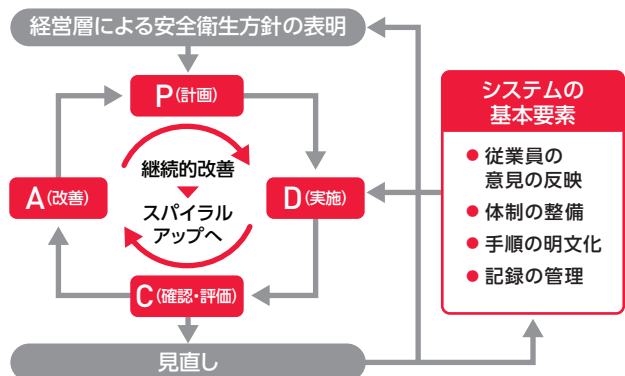 経営層による安全衛生方針の表明
P(計画)
システムの
基本要素
継続的改善
スパイラル
アップへ
A(改善)
D(実施)
● 従業員の
意見の反映
● 体制の整備
● 手順の明文化
● 記録の管理
C(確認・評価)
見直し